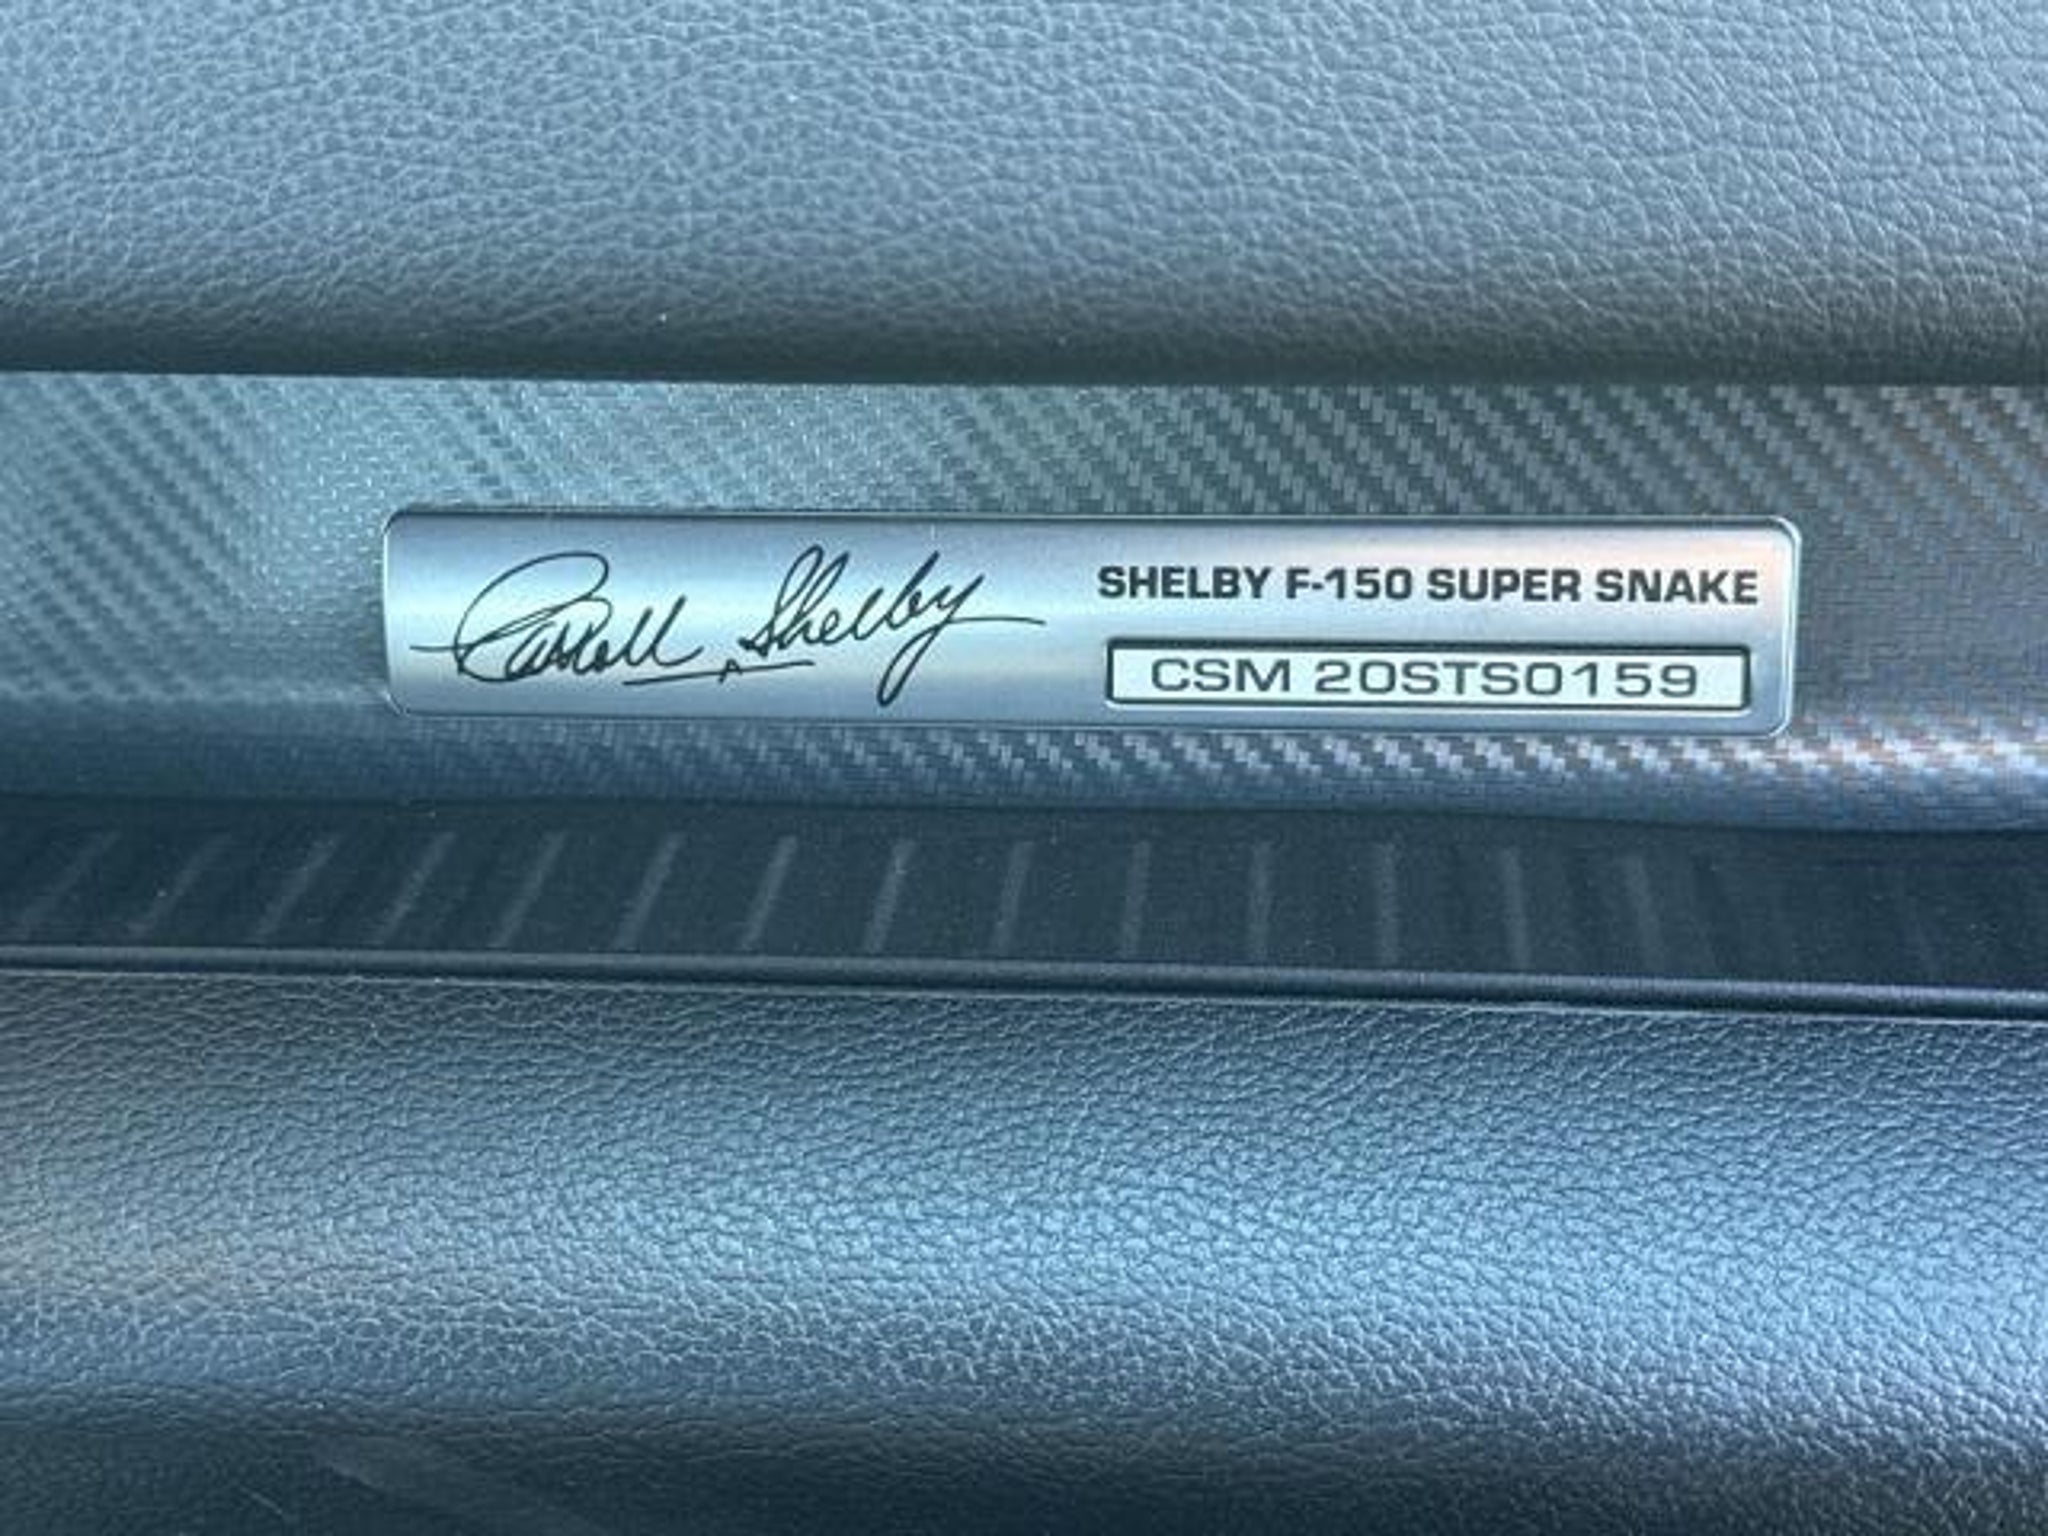 Carroll Shelby
SHELBY F-150 SUPER SNAKE
CSM 20STS0159